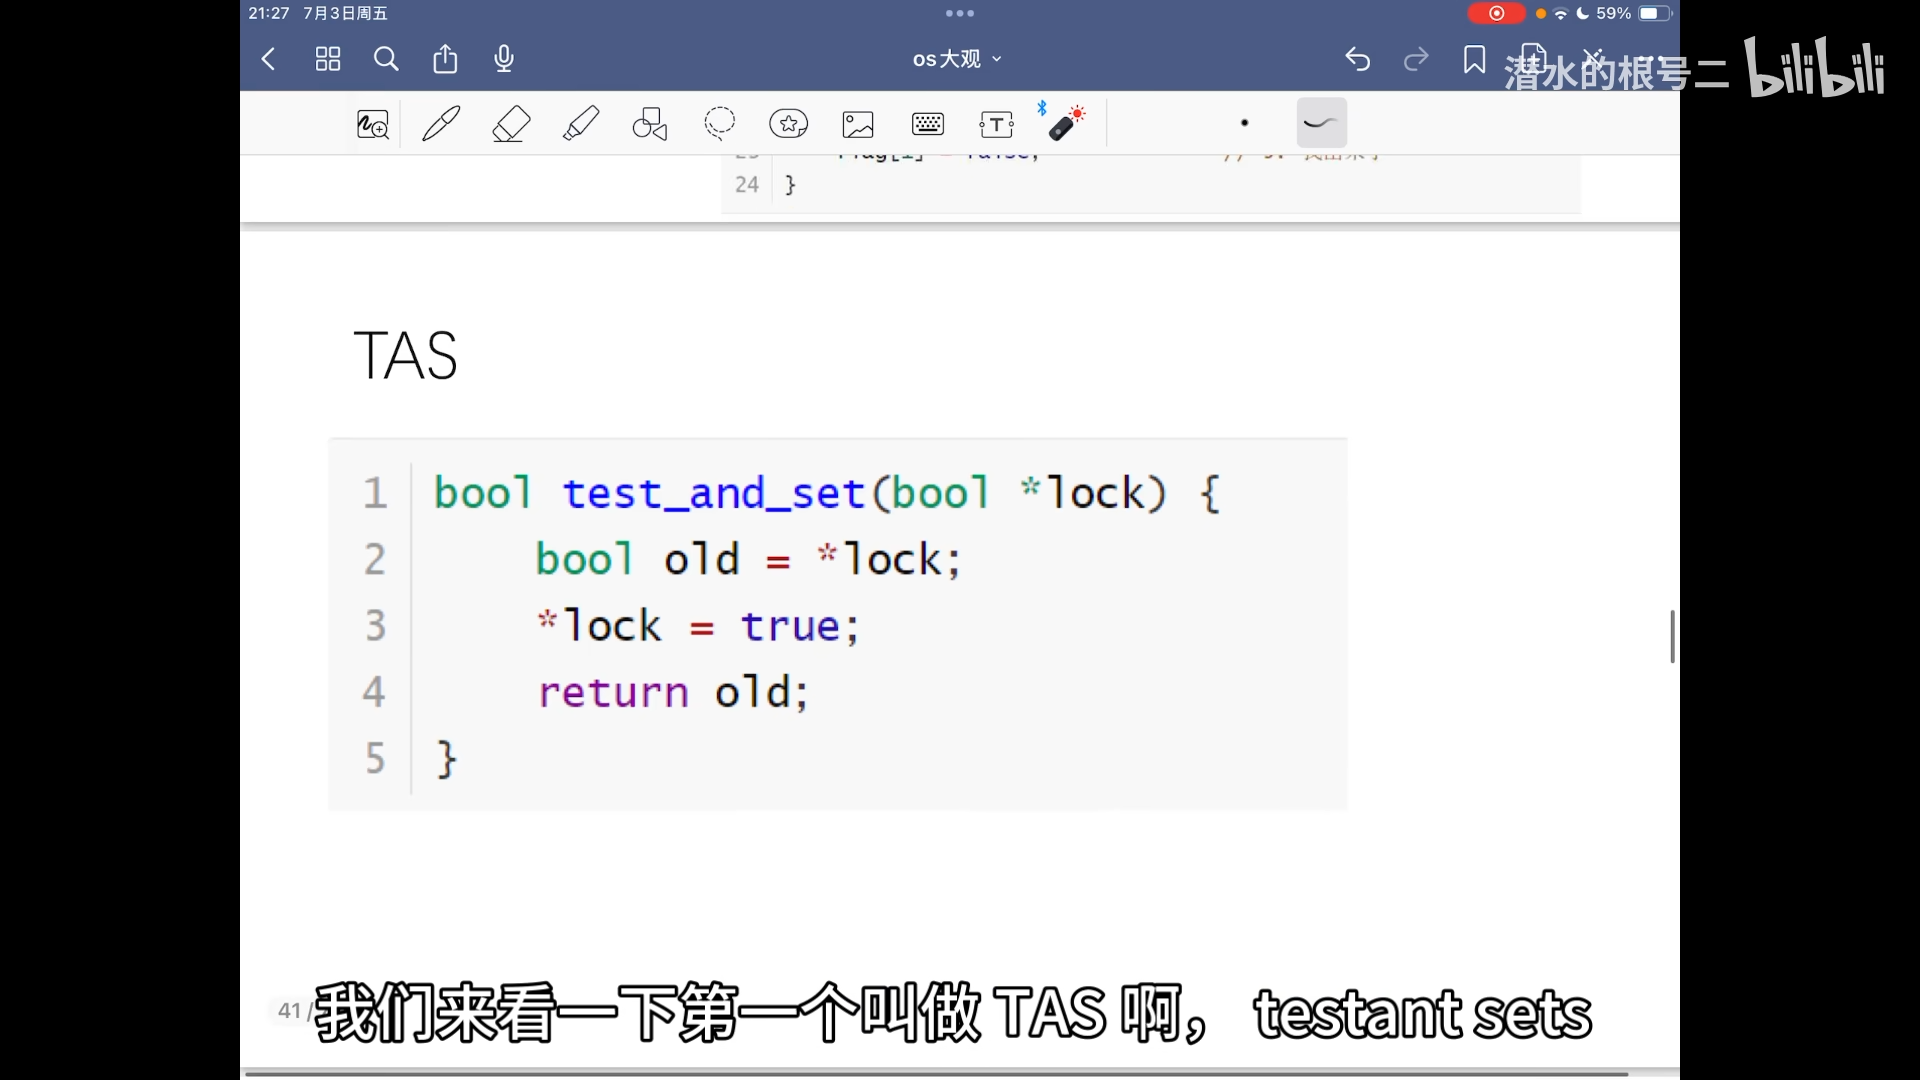 21:27 7月3日周五
59%
os大观
潜水的根号二 bilibili
24 }
TAS
1 bool test_and_set(bool *lock) {
2 bool old = *lock;
3 *lock = true;
4 return old;
5 }
41 /
我们来看一下第一个叫做 TAS 啊， testant sets